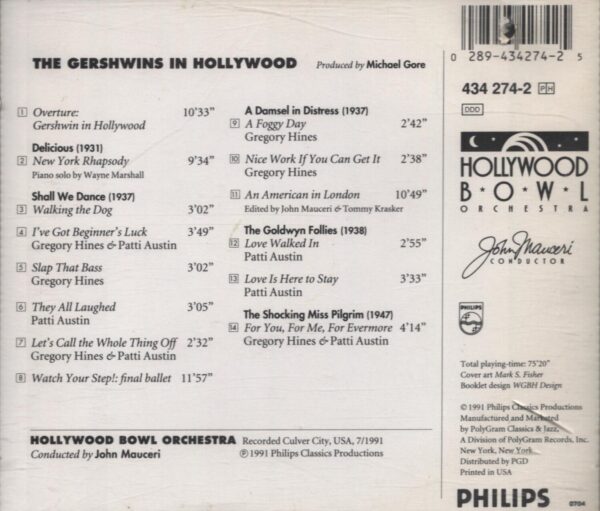 THE GERSHWINS IN HOLLYWOOD Produced by Michael Gore
1 Overture: 10'33"
Gershwin in Hollywood
Delicious (1931)
2 New York Rhapsody 9'34"
Piano solo by Wayne Marshall
Shall We Dance (1937)
3 Walking the Dog 3'02"
4 I've Got Beginner's Luck 3'49"
Gregory Hines & Patti Austin
5 Slap That Bass 3'02"
Gregory Hines
6 They All Laughed 3'05"
Patti Austin
7 Let's Call the Whole Thing Off 2'32"
Gregory Hines & Patti Austin
8 Watch Your Step!: final ballet 11'57"
A Damsel in Distress (1937)
9 A Foggy Day 2'42"
Gregory Hines
10 Nice Work If You Can Get It 2'38"
Gregory Hines
11 An American in London 10'49"
Edited by John Mauceri & Tommy Krasker
The Goldwyn Follies (1938)
12 Love Walked In 2'55"
Patti Austin
13 Love Is Here to Stay 3'33"
Patti Austin
The Shocking Miss Pilgrim (1947)
14 For You, For Me, For Evermore 4'14"
Gregory Hines & Patti Austin
HOLLYWOOD BOWL ORCHESTRA Recorded Culver City, USA, 7/1991
Conducted by John Mauceri ℗ 1991 Philips Classics Productions
0 289-434274-2 5
434 274-2 PH
DDD
HOLLYWOOD
B★O★W★L
ORCHESTRA
John Mauceri
CONDUCTOR
PHILIPS
Total playing-time: 75'20"
Cover art Mark S. Fisher
Booklet design WGBH Design
© 1991 Philips Classics Productions
Manufactured and Marketed
by PolyGram Classics & Jazz,
A Division of PolyGram Records, Inc.
New York, New York
Distributed by PGD
Printed in USA
PHILIPS 0704